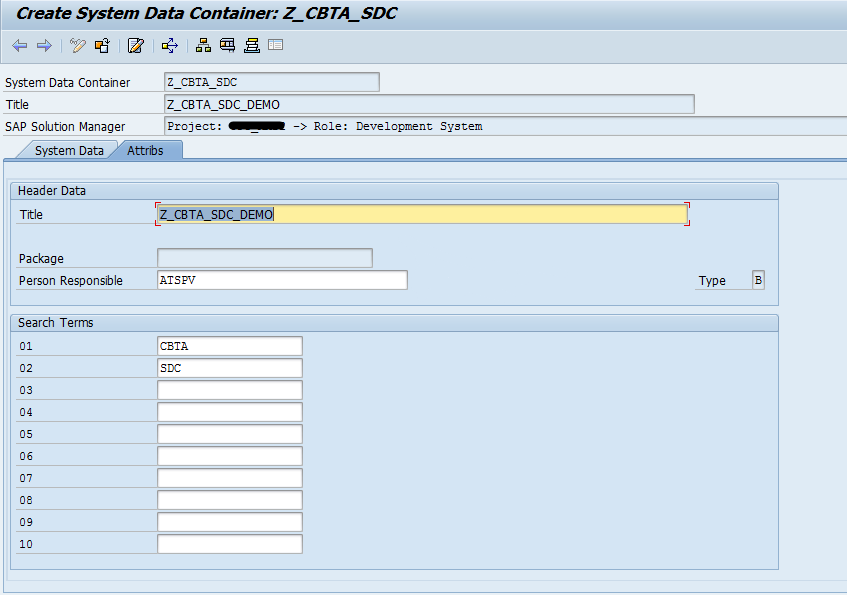 Create System Data Container: Z_CBTA_SDC
System Data Container Z_CBTA_SDC
Title Z_CBTA_SDC_DEMO
SAP Solution Manager Project: -> Role: Development System
System Data Attribs
Header Data
Title Z_CBTA_SDC_DEMO
Package
Person Responsible ATSPV Type B
Search Terms
01 CBTA
02 SDC
03
04
05
06
07
08
09
10